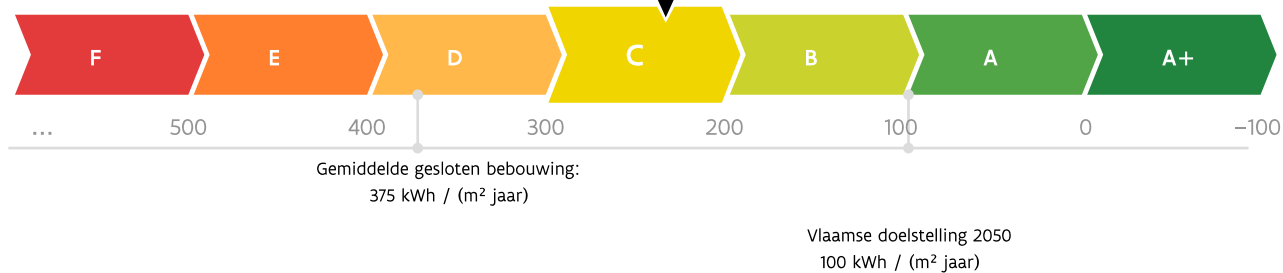 F E D C B A A+
... 500 400 300 200 100 0 −100
Gemiddelde gesloten bebouwing:
375 kWh / (m² jaar)
Vlaamse doelstelling 2050
100 kWh / (m² jaar)